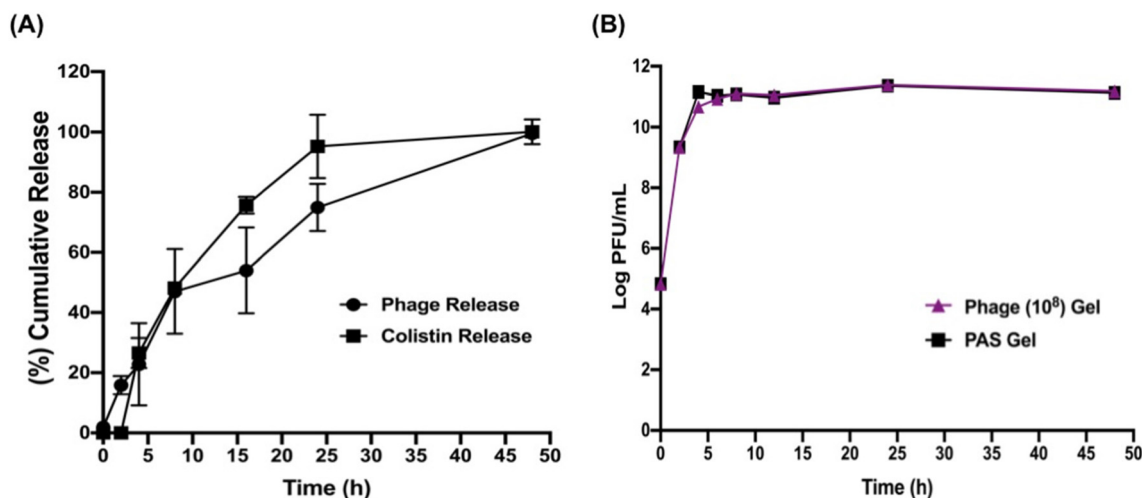 (A)
(%) Cumulative Release
120
100
80
60
40
20
0
0 5 10 15 20 25 30 35 40 45 50
Time (h)
Phage Release
Colistin Release
(B)
Log PFU/mL
12
10
8
6
4
2
0
0 5 10 15 20 25 30 35 40 45 50
Time (h)
Phage (10⁸) Gel
PAS Gel